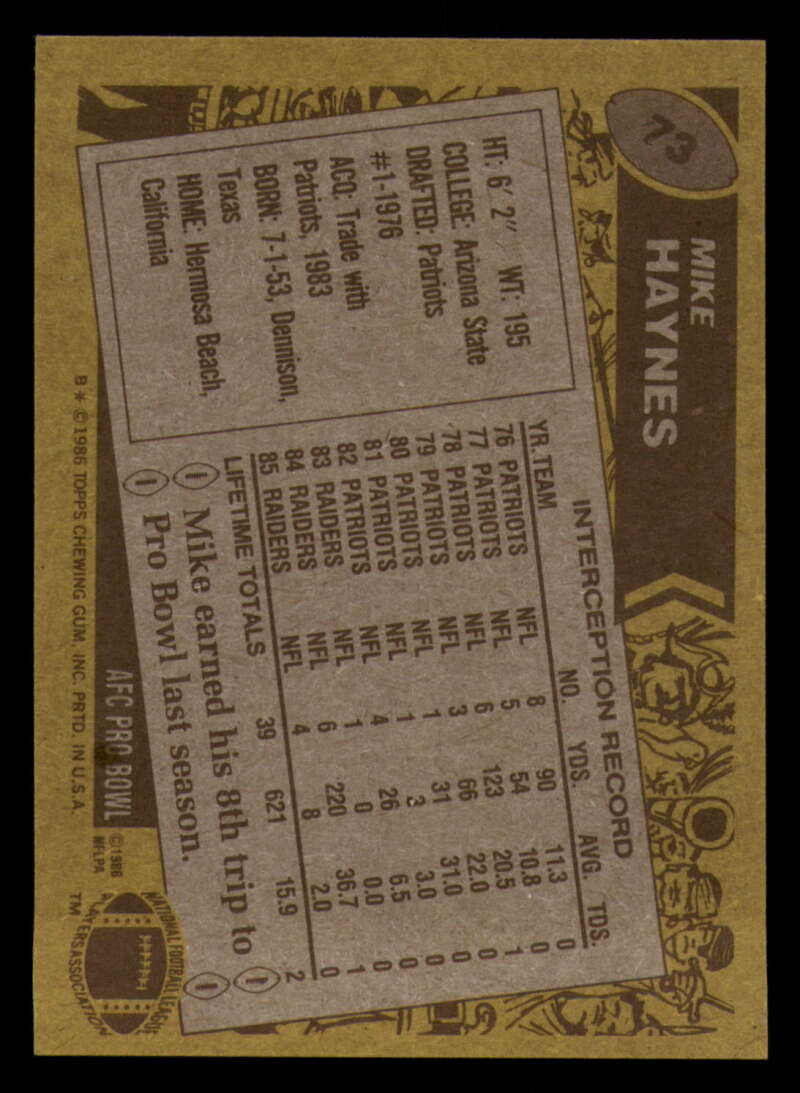 73
MIKE
HAYNES
HT: 6' 2" WT: 195
COLLEGE: Arizona State
DRAFTED: Patriots
#1-1976
ACQ: Trade with
Patriots, 1983
BORN: 7-1-53, Dennison,
Texas
HOME: Hermosa Beach,
California
INTERCEPTION RECORD
YR. TEAM NO. YDS. AVG. TDS.
76 PATRIOTS NFL 8 90 11.3 0
77 PATRIOTS NFL 5 54 10.8 0
78 PATRIOTS NFL 6 123 20.5 1
79 PATRIOTS NFL 3 66 22.0 0
80 PATRIOTS NFL 1 31 31.0 0
81 PATRIOTS NFL 1 3 3.0 0
82 PATRIOTS NFL 4 26 6.5 0
83 RAIDERS NFL 1 0 0.0 0
84 RAIDERS NFL 6 220 36.7 1
85 RAIDERS NFL 4 8 2.0 0
LIFETIME TOTALS 39 621 15.9 2
Mike earned his 8th trip to
Pro Bowl last season.
AFC PRO BOWL
B * © 1986 TOPPS CHEWING GUM, INC. PRTD. IN U.S.A.
© 1986
NFLPA
NATIONAL FOOTBALL LEAGUE
PLAYERS ASSOCIATION
TM